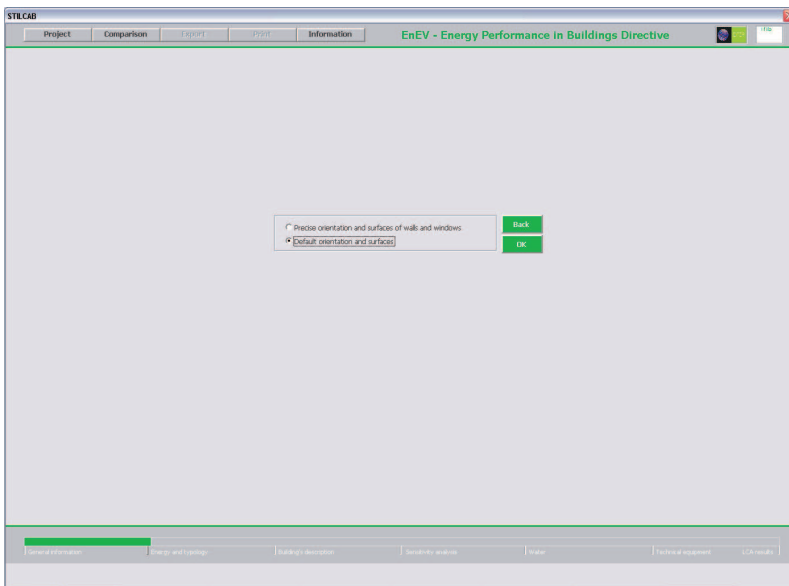 STILCAB
Project Comparison Export Print Information EnEV - Energy Performance in Buildings Directive
Precise orientation and surfaces of walls and windows
Back
Default orientation and surfaces
OK
General information Energy and typology Building's description Sensitivity analysis Water Technical equipment LCA results